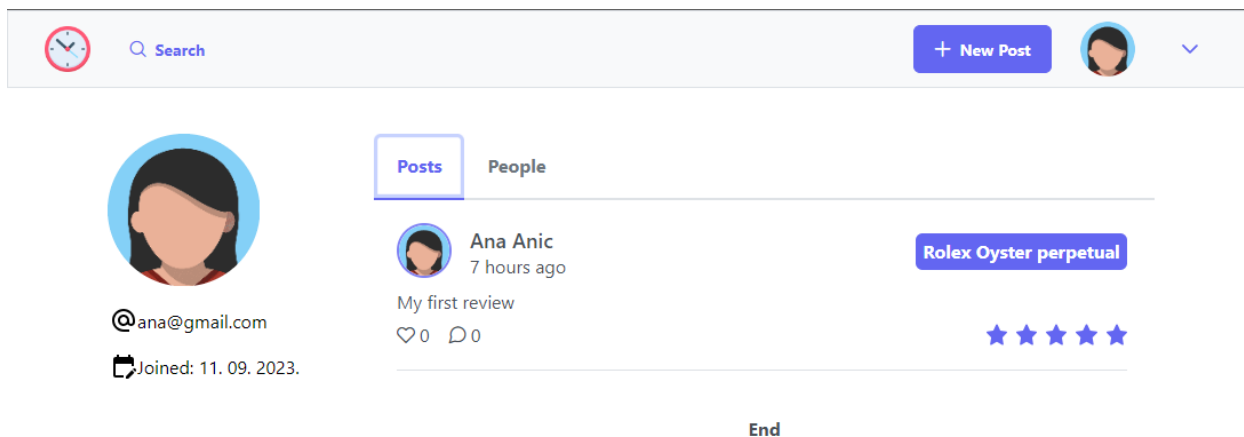 Search
+ New Post
Posts People
Ana Anic
7 hours ago
Rolex Oyster perpetual
My first review
0 0
@ana@gmail.com
Joined: 11. 09. 2023.
End